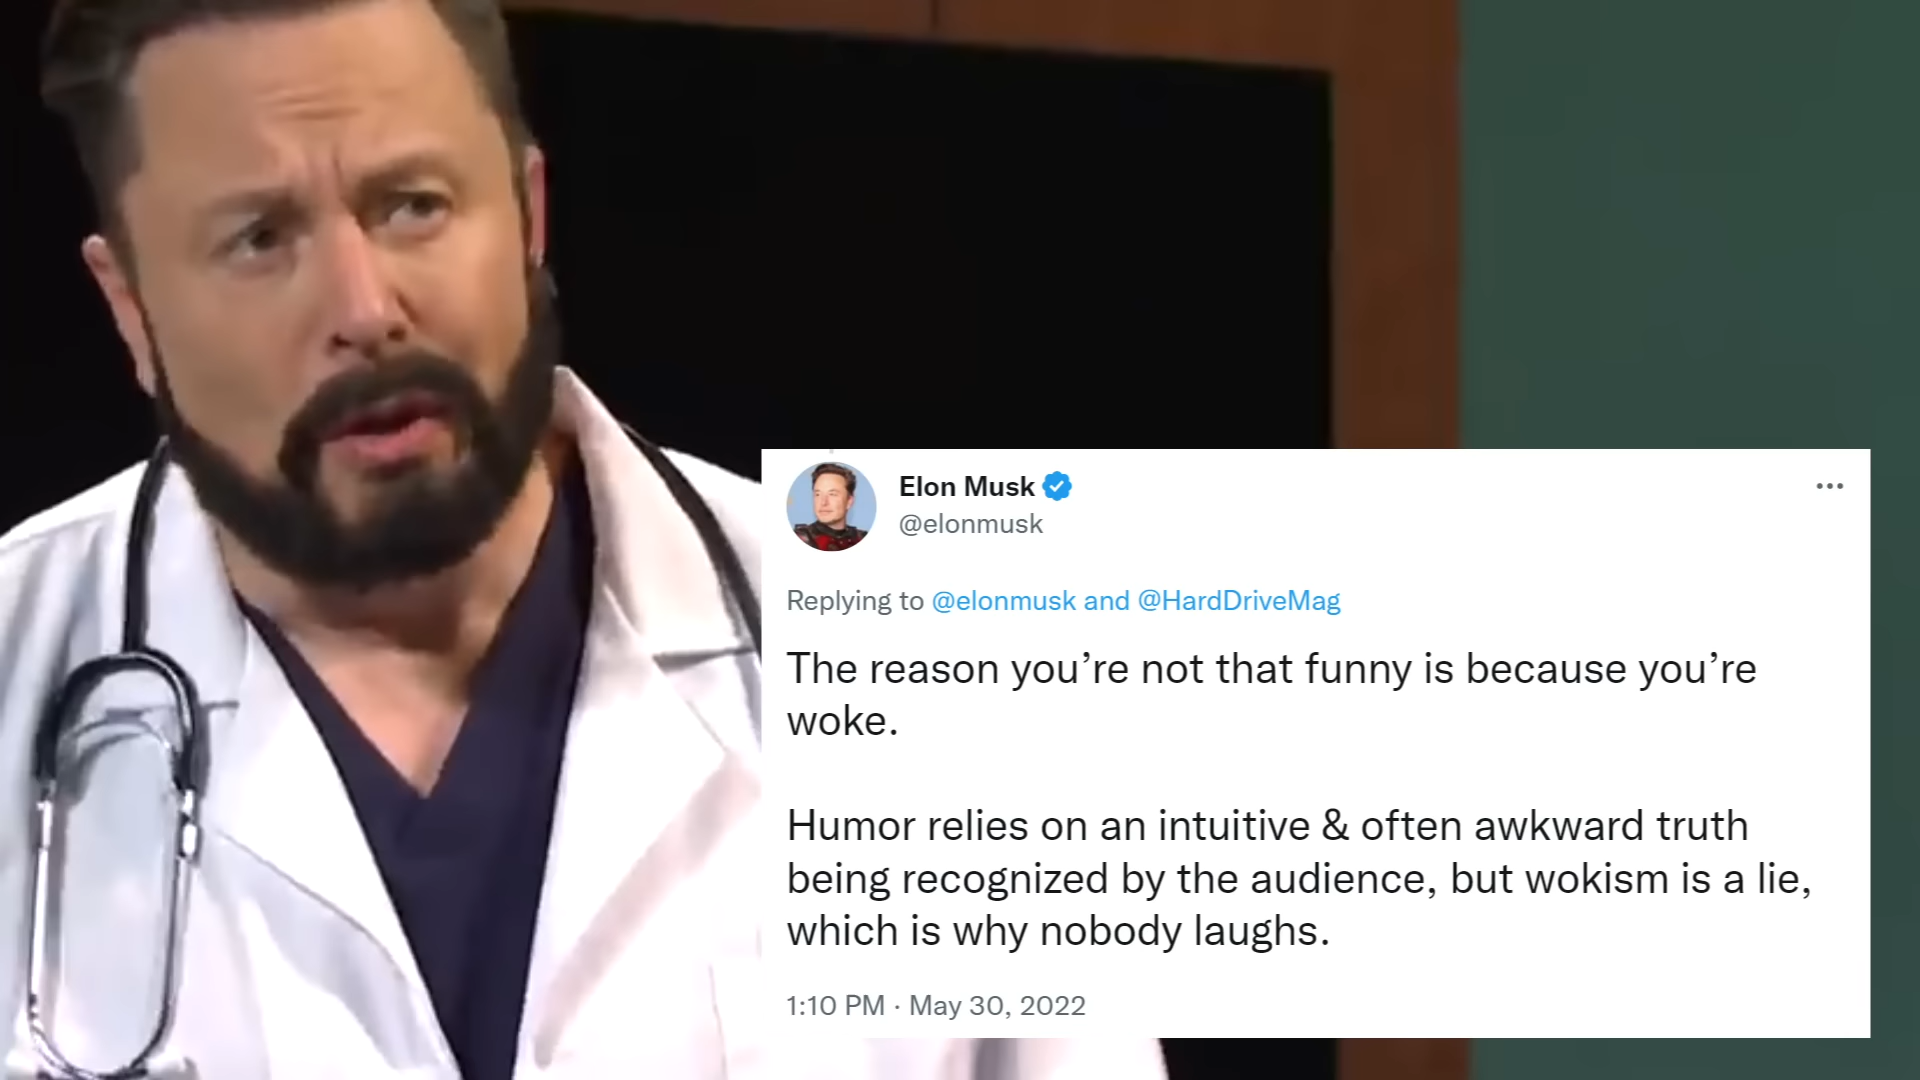 Elon Musk
@elonmusk
Replying to @elonmusk and @HardDriveMag
The reason you’re not that funny is because you’re
woke.
Humor relies on an intuitive & often awkward truth
being recognized by the audience, but wokism is a lie,
which is why nobody laughs.
1:10 PM · May 30, 2022